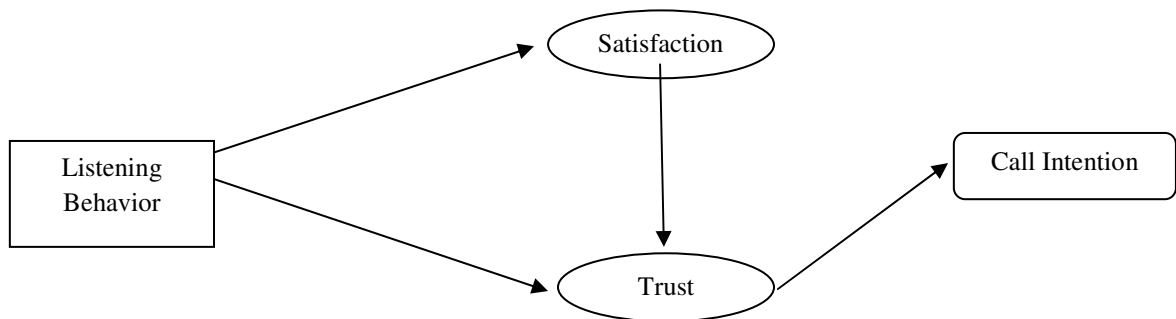 Satisfaction
Listening
Behavior
Call Intention
Trust